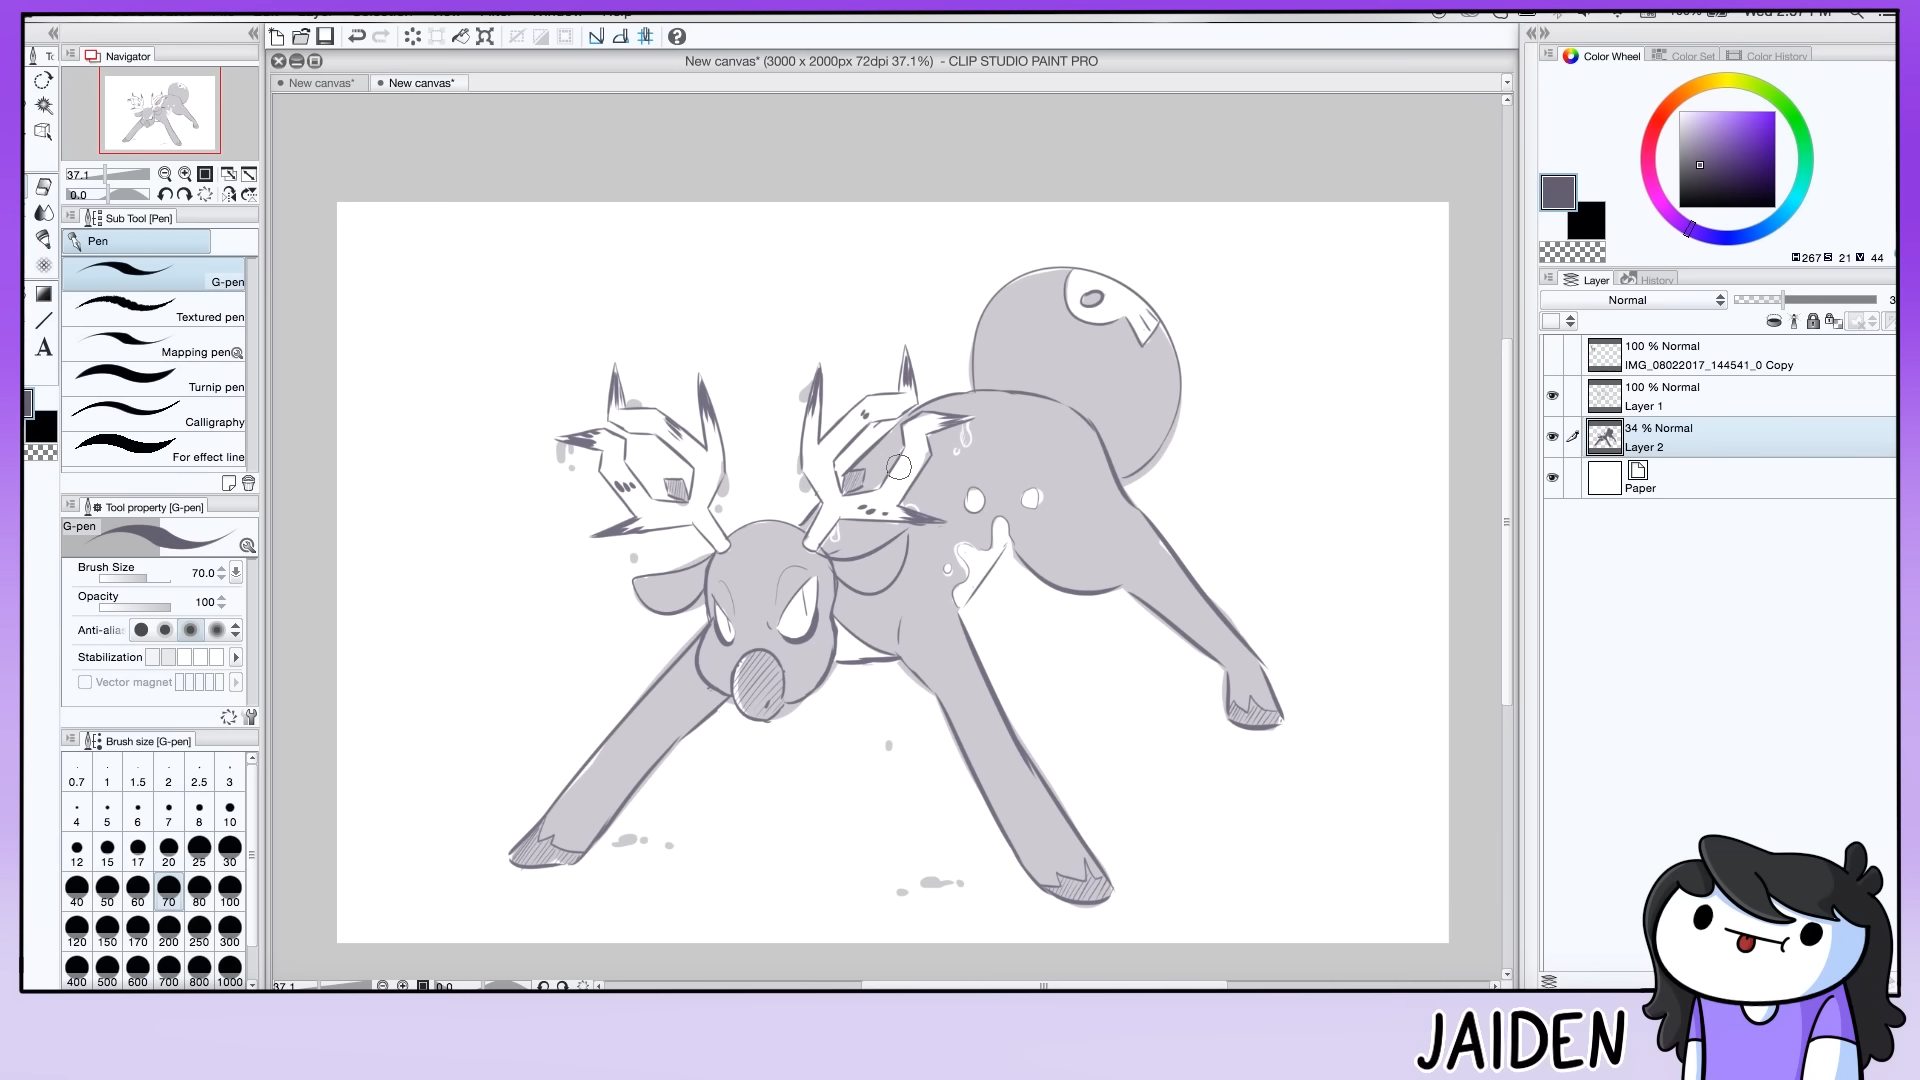 Navigator
New canvas* (3000 x 2000px 72dpi 37.1%) - CLIP STUDIO PAINT PRO
New canvas*
New canvas*
37.1
0.0
Sub Tool [Pen]
Pen
G-pen
Textured pen
Mapping pen
Turnip pen
Calligraphy
For effect line
Tool property [G-pen]
G-pen
Brush Size
70.0
Opacity
100
Anti-alia
Stabilization
Vector magnet
Brush size [G-pen]
0.7 1 1.5 2 2.5 3
4 5 6 7 8 10
12 15 17 20 25 30
40 50 60 70 80 100
120 150 170 200 250 300
400 500 600 700 800 1000
37.1
0.0
Color Wheel
Color Set
Color History
H 267 S 21 V 44
Layer
History
Normal
3
100 % Normal
IMG_08022017_144541_0 Copy
100 % Normal
Layer 1
34 % Normal
Layer 2
Paper
JAIDEN